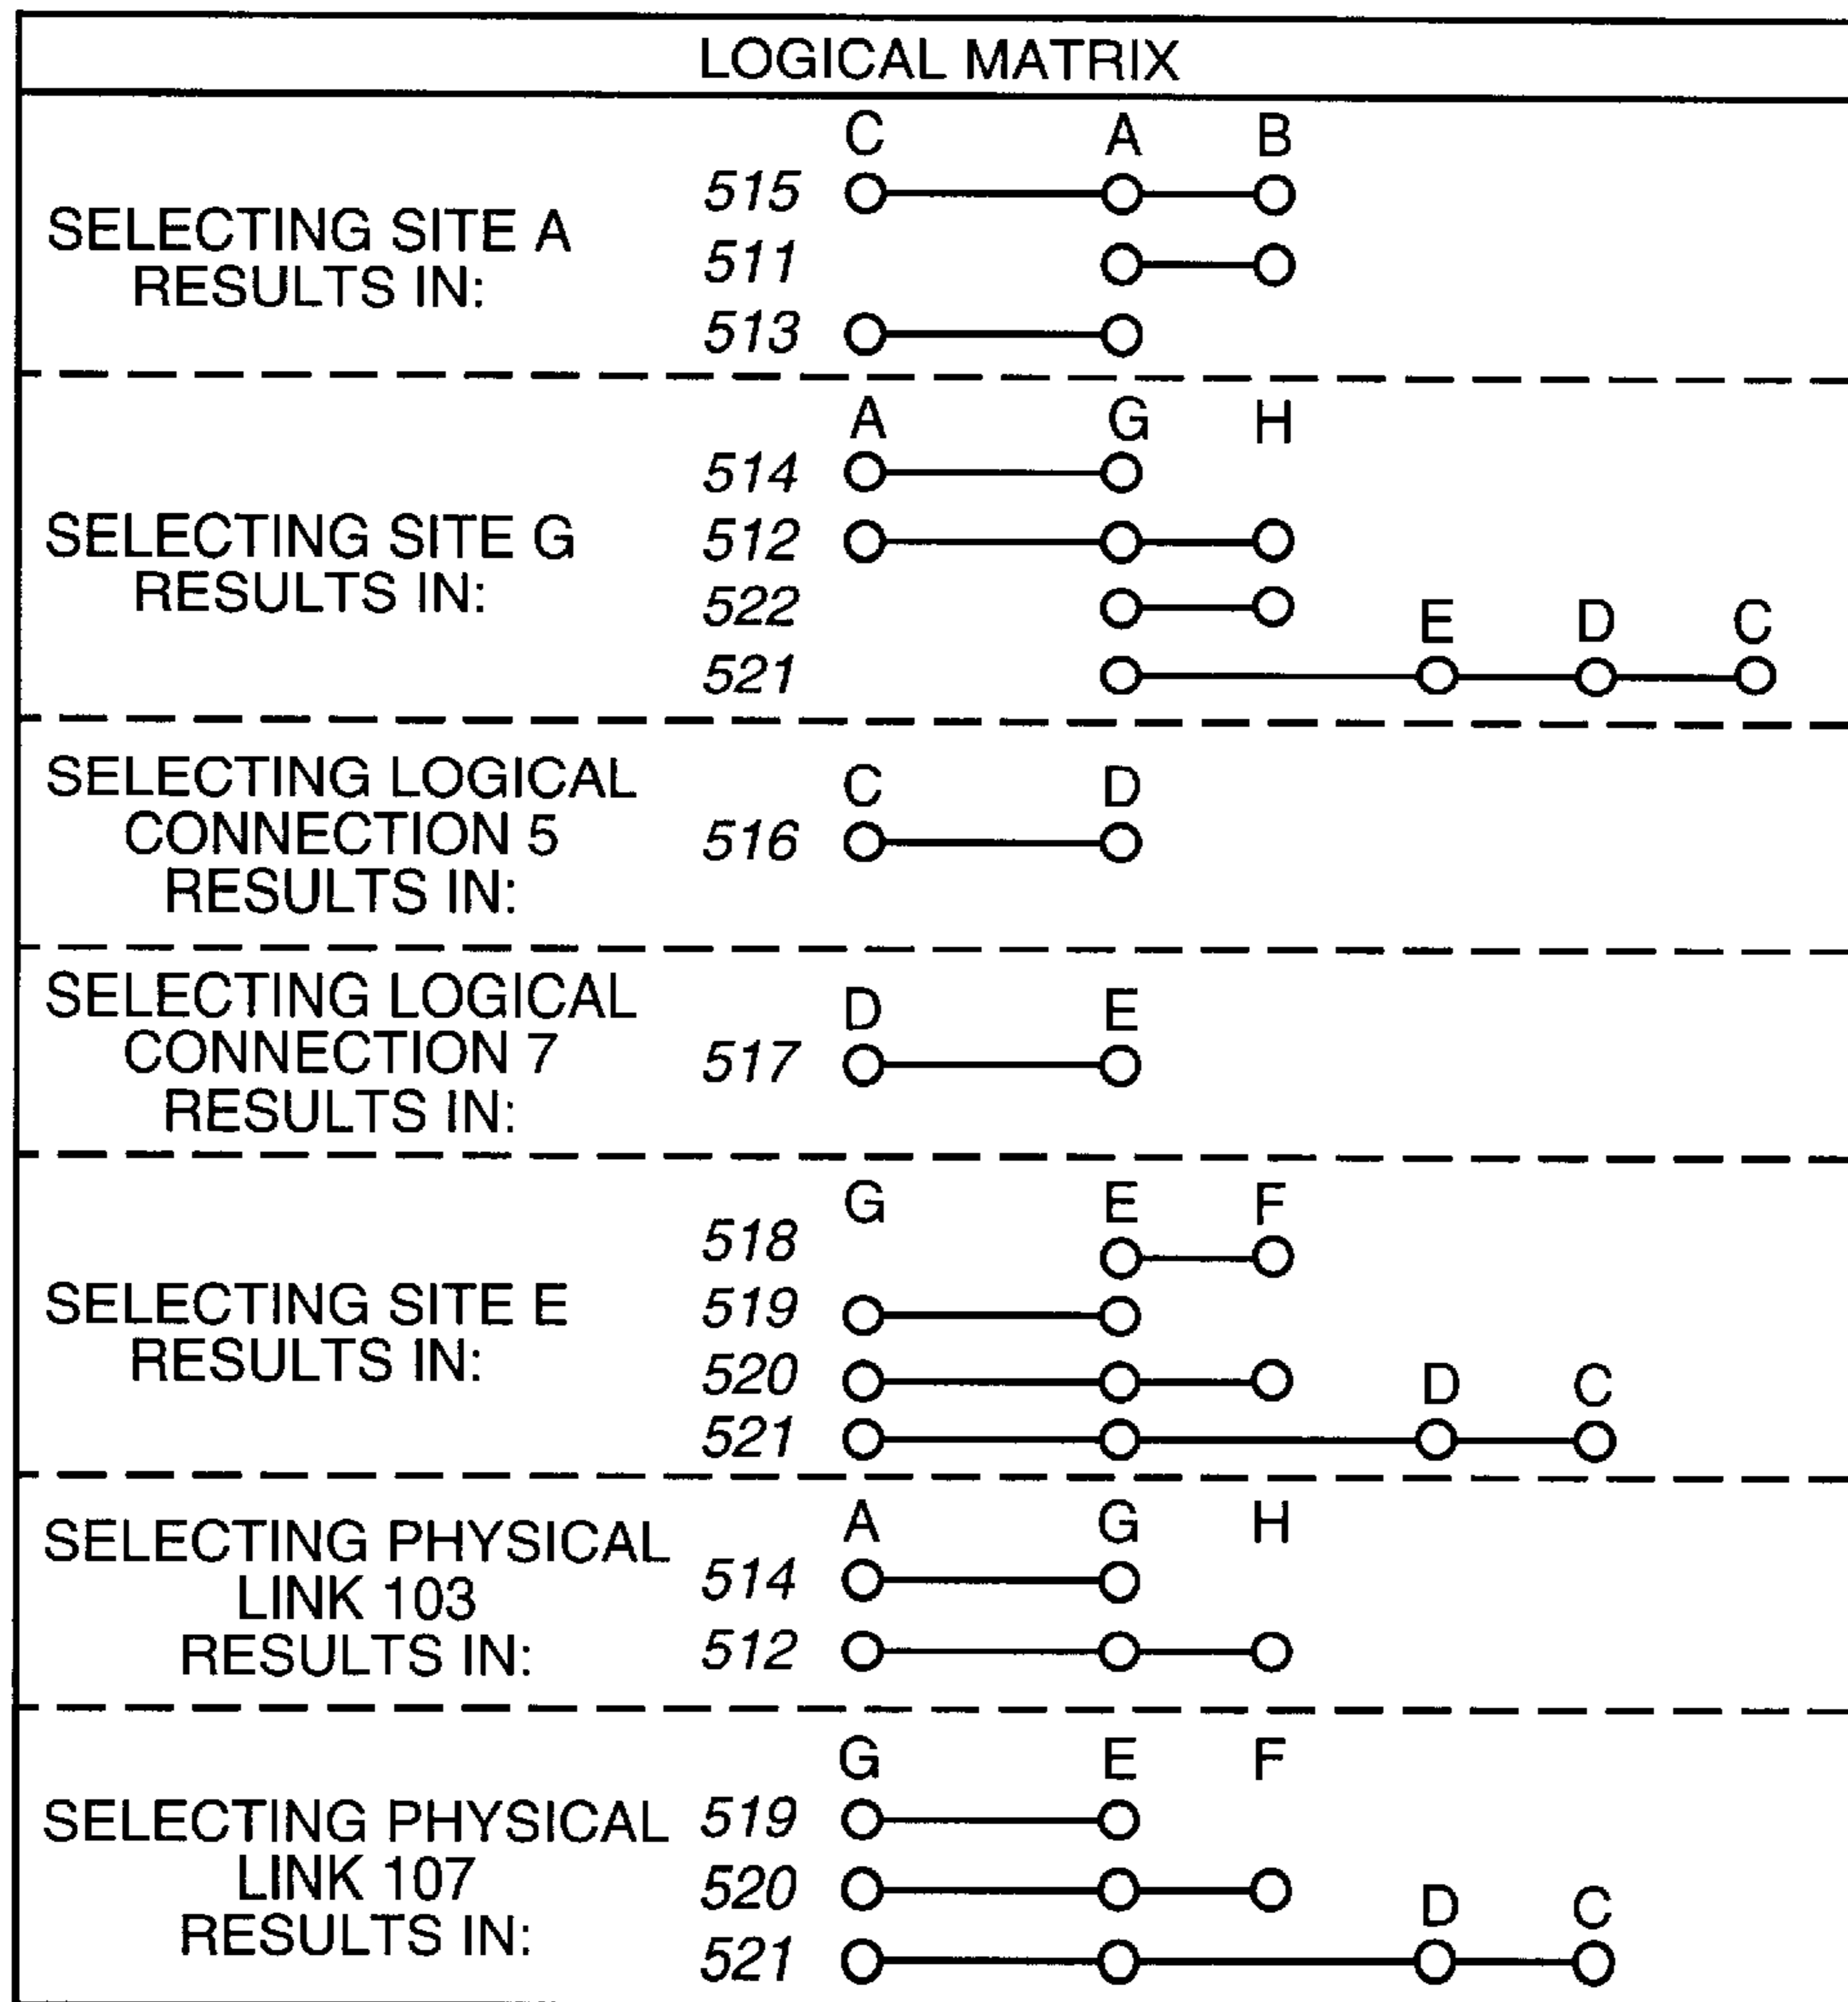 LOGICAL MATRIX
C A B
515
SELECTING SITE A
511
RESULTS IN:
513
A G H
514
SELECTING SITE G
512
RESULTS IN:
522
E D C
521
SELECTING LOGICAL
C D
CONNECTION 5
516
RESULTS IN:
SELECTING LOGICAL
D E
CONNECTION 7
517
RESULTS IN:
G E F
518
SELECTING SITE E
519
RESULTS IN:
520
D C
521
A G H
SELECTING PHYSICAL
514
LINK 103
RESULTS IN:
512
G E F
SELECTING PHYSICAL
519
LINK 107
520
D C
RESULTS IN:
521